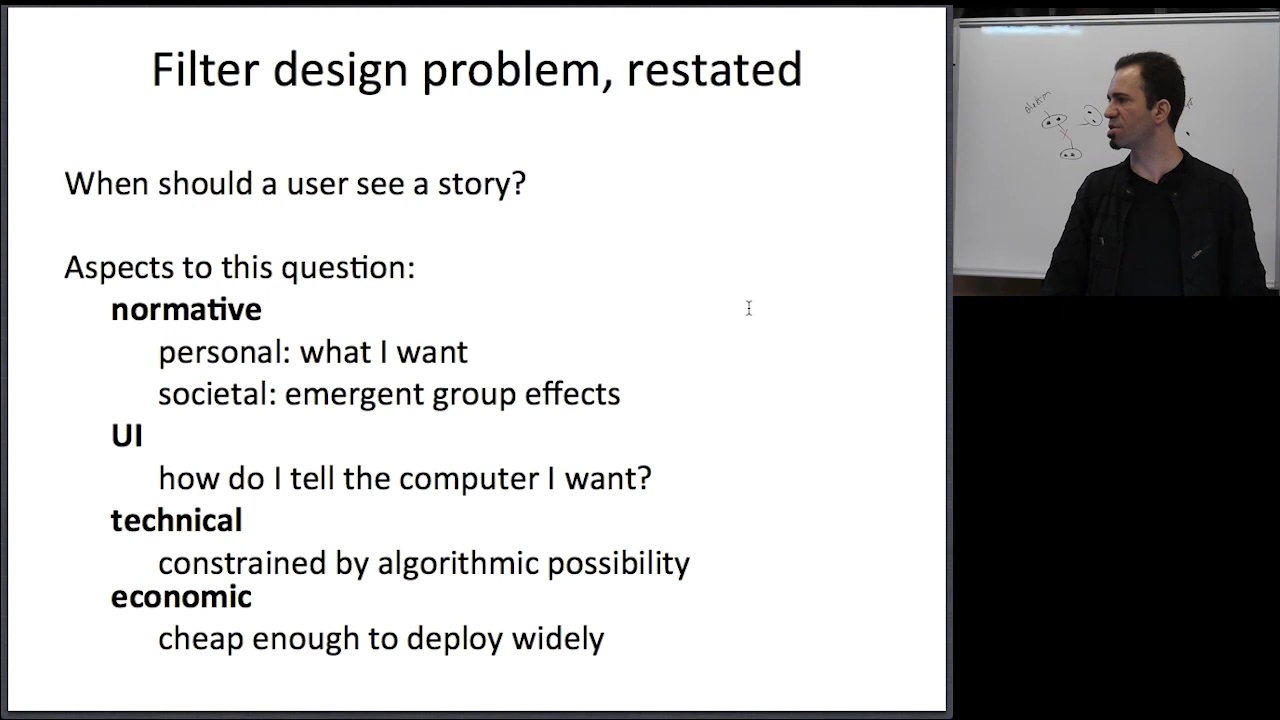 Filter design problem, restated
When should a user see a story?
Aspects to this question:
normative
personal: what I want
societal: emergent group effects
UI
how do I tell the computer I want?
technical
constrained by algorithmic possibility
economic
cheap enough to deploy widely